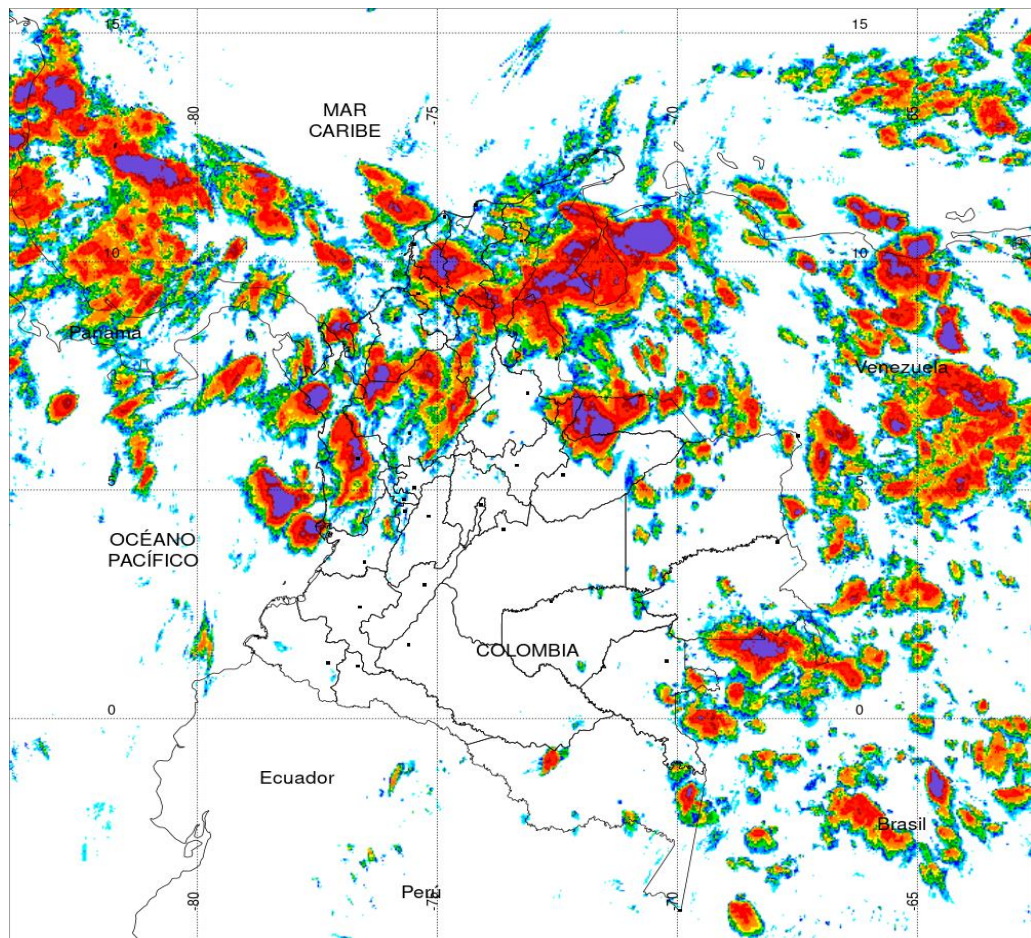 15
15
-80
-75
-70
-65
MAR
CARIBE
10
10
Panamá
Venezuela
5
5
OCÉANO
PACÍFICO
COLOMBIA
0
0
Ecuador
Brasil
Perú
-80
-75
-70
-65